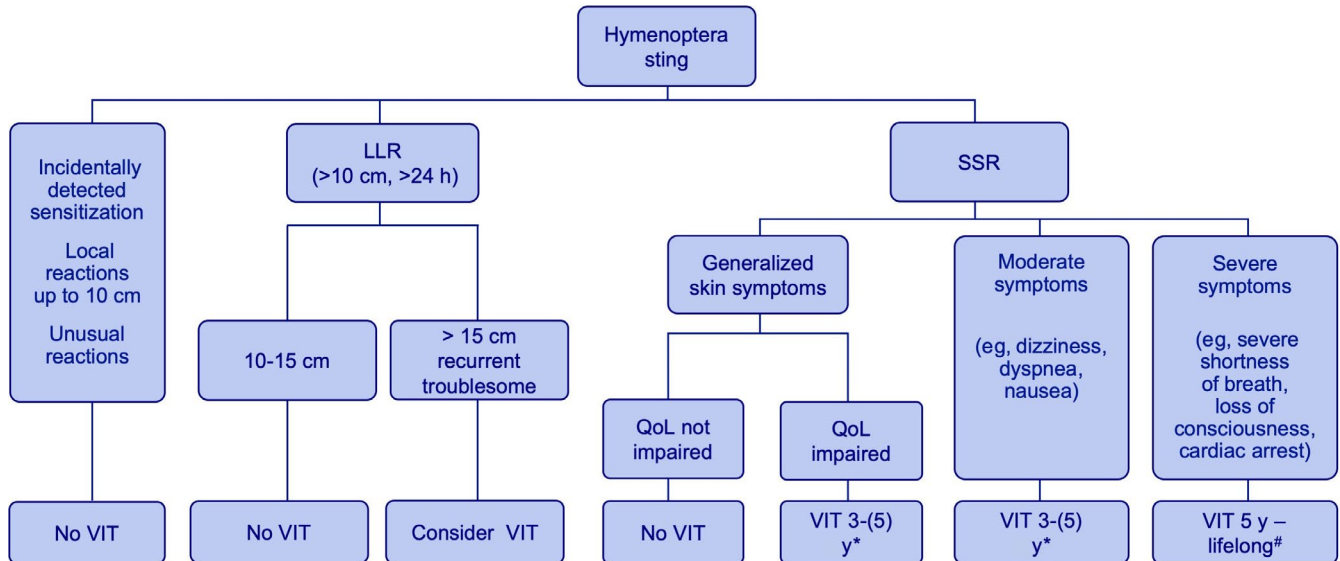 Hymenoptera
sting
Incidentally
detected
sensitization
Local
reactions
up to 10 cm
Unusual
reactions
LLR
(>10 cm, >24 h)
SSR
Generalized
skin symptoms
Moderate
symptoms
(eg, dizziness,
dyspnea,
nausea)
Severe
symptoms
(eg, severe
shortness
of breath,
loss of
consciousness,
cardiac arrest)
10-15 cm
> 15 cm
recurrent
troublesome
QoL not
impaired
QoL
impaired
No VIT
No VIT
Consider VIT
No VIT
VIT 3-(5)
y*
VIT 3-(5)
y*
VIT 5 y –
lifelong#